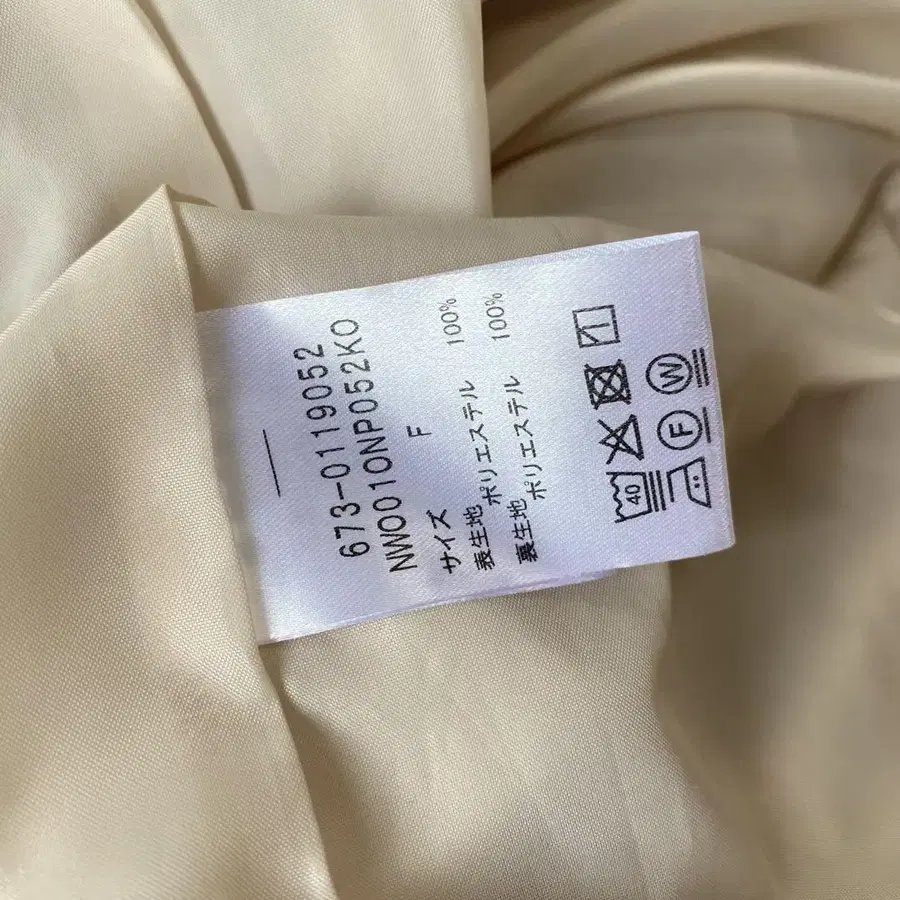 673-0119052
NWO01ONP052KO
サイズ F
表生地
ポリエステル 100%
裏生地
ポリエステル 100%
40
F W